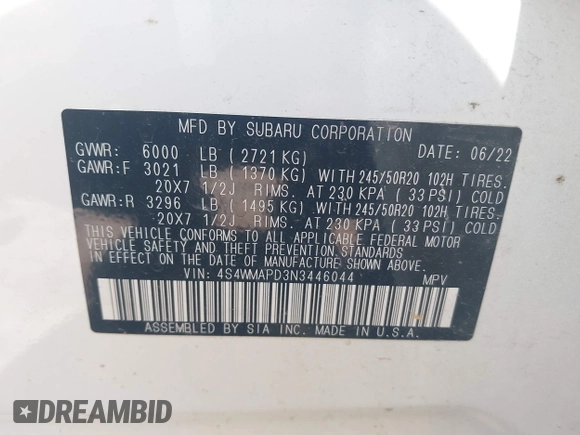 MFD BY SUBARU CORPORATION
GVWR: 6000 LB ( 2721 KG) DATE: 06/22
GAWR:F 3021 LB ( 1370 KG) WITH 245/50R20 102H TIRES.
20X7 1/2J RIMS. AT 230 KPA ( 33 PSI) COLD
GAWR:R 3296 LB ( 1495 KG) WITH 245/50R20 102H TIRES.
20X7 1/2J RIMS. AT 230 KPA ( 33 PSI) COLD
THIS VEHICLE CONFORMS TO ALL APPLICABLE FEDERAL MOTOR
VEHICLE SAFETY AND THEFT PREVENTION STANDARDS
IN EFFECT ON THE DATE OF MANUFACTURE SHOWN ABOVE.
VIN: 4S4WMAPD3N3446044 MPV
ASSEMBLED BY SIA INC. MADE IN U.S.A.
DREAMBID